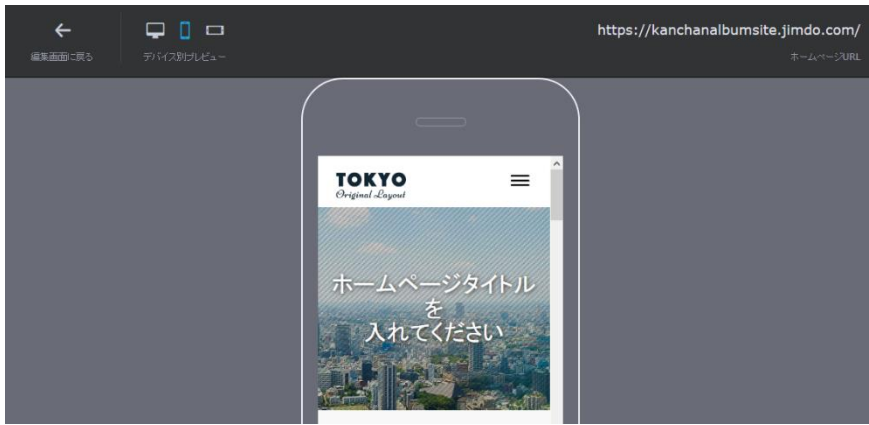 https://kanchanalbumsite.jimdo.com/
編集画面に戻る
デバイス別プレビュー
ホームページURL
TOKYO
Original Layout
ホームページタイトル
を
入れてください